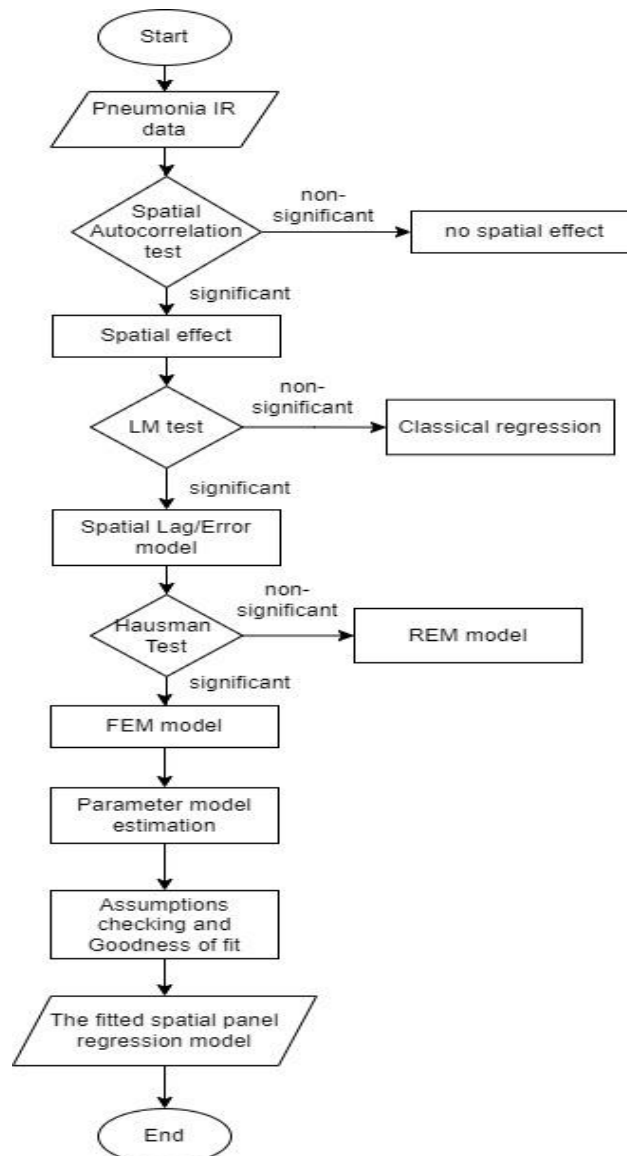 Start
Pneumonia IR
data
Spatial
Autocorrelation
test
non-
significant
no spatial effect
significant
Spatial effect
LM test
non-
significant
Classical regression
significant
Spatial Lag/Error
model
Hausman
Test
non-
significant
REM model
significant
FEM model
Parameter model
estimation
Assumptions
checking and
Goodness of fit
The fitted spatial panel
regression model
End